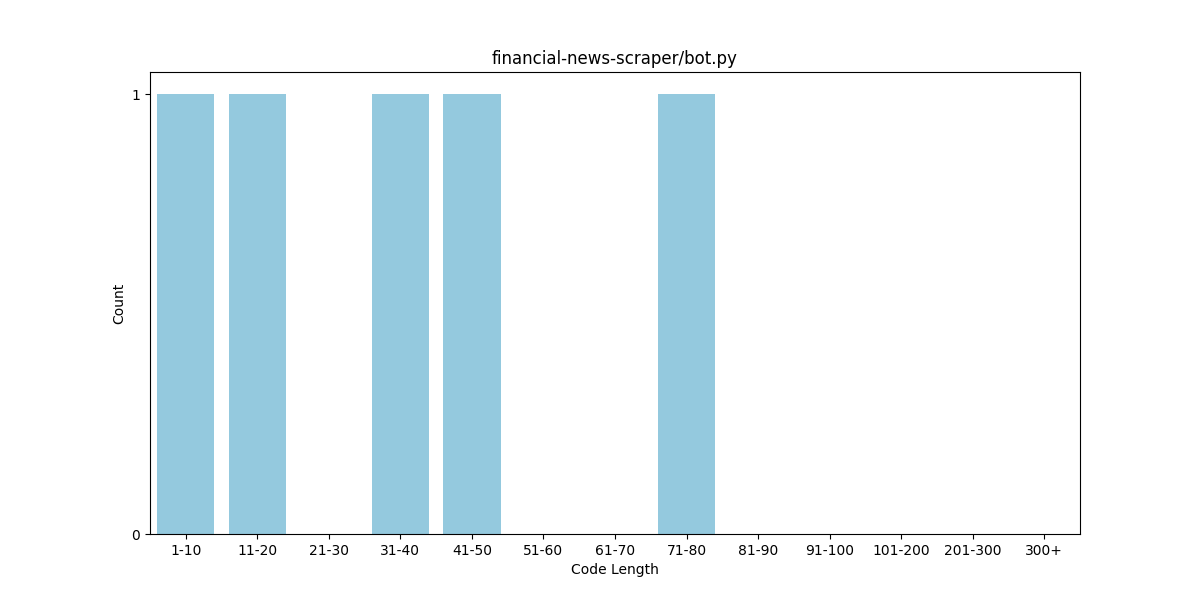 financial-news-scraper/bot.py
1
Count
0
1-10 11-20 21-30 31-40 41-50 51-60 61-70 71-80 81-90 91-100 101-200 201-300 300+
Code Length